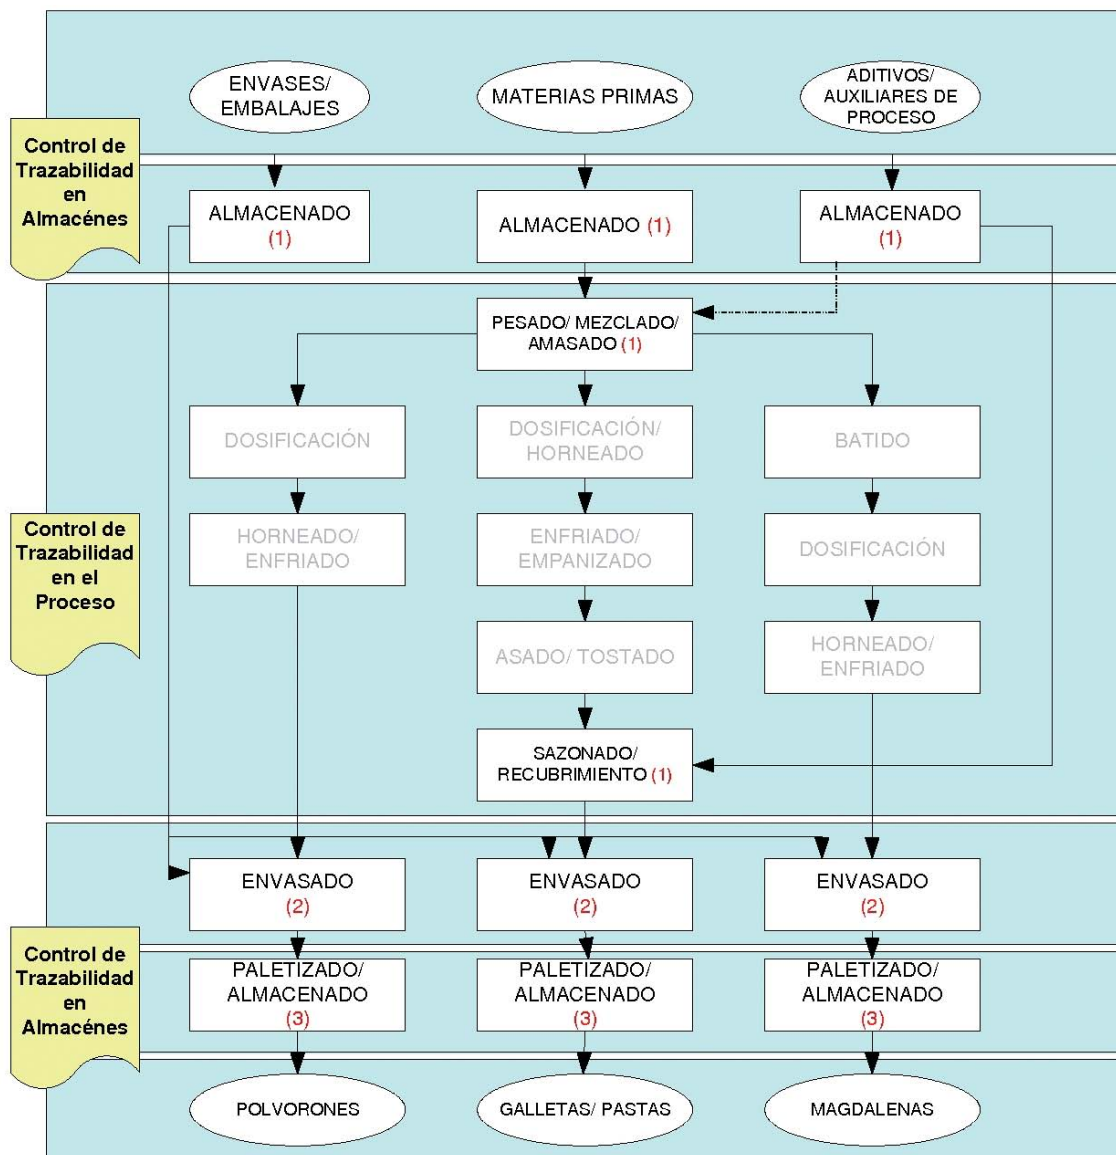 ENVASES/
EMBALAJES
MATERIAS PRIMAS
ADITIVOS/
AUXILIARES DE
PROCESO
Control de
Trazabilidad
en
Almacénes
ALMACENADO
(1)
ALMACENADO (1)
ALMACENADO
(1)
PESADO/ MEZCLADO/
AMASADO (1)
DOSIFICACIÓN
DOSIFICACIÓN/
HORNEADO
BATIDO
Control de
Trazabilidad
en el
Proceso
HORNEADO/
ENFRIADO
ENFRIADO/
EMPANIZADO
DOSIFICACIÓN
ASADO/ TOSTADO
HORNEADO/
ENFRIADO
SAZONADO/
RECUBRIMIENTO (1)
ENVASADO
(2)
ENVASADO
(2)
ENVASADO
(2)
Control de
Trazabilidad
en
Almacénes
PALETIZADO/
ALMACENADO
(3)
PALETIZADO/
ALMACENADO
(3)
PALETIZADO/
ALMACENADO
(3)
POLVORONES
GALLETAS/ PASTAS
MAGDALENAS